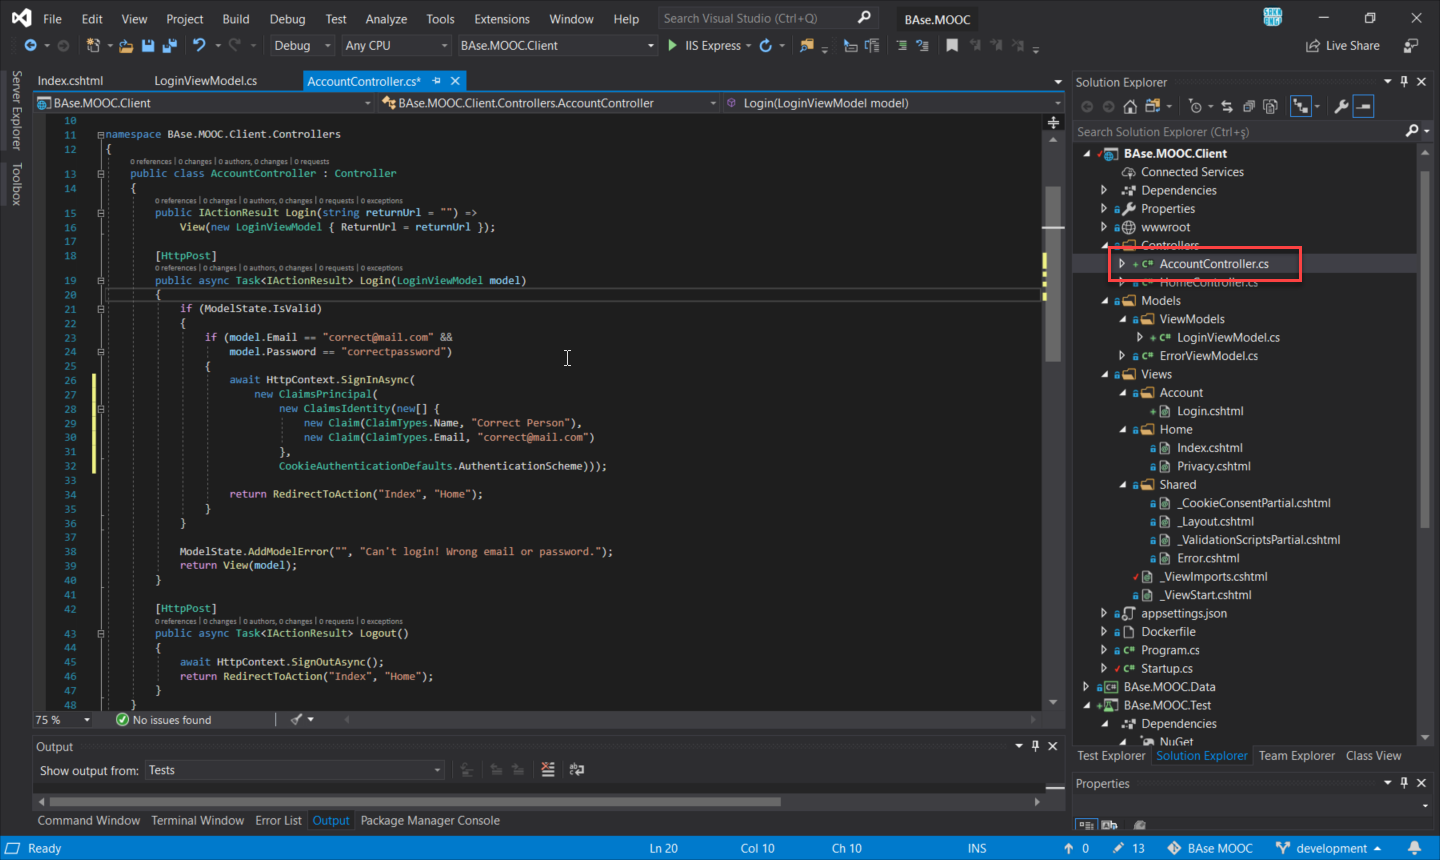 File Edit View Project Build Debug Test Analyze Tools Extensions Window Help Search Visual Studio (Ctrl+Q) BAse.MOOC
Debug Any CPU BAse.MOOC.Client IIS Express Live Share
Server Explorer
Toolbox
Index.cshtml LoginViewModel.cs AccountController.cs*
BAse.MOOC.Client BAse.MOOC.Client.Controllers.AccountController Login(LoginViewModel model)
10
11 namespace BAse.MOOC.Client.Controllers
12 {
0 references | 0 changes | 0 authors, 0 changes | 0 requests
13 public class AccountController : Controller
14 {
0 references | 0 changes | 0 authors, 0 changes | 0 requests | 0 exceptions
15 public IActionResult Login(string returnUrl = "") =>
16 View(new LoginViewModel { ReturnUrl = returnUrl });
17
18 [HttpPost]
0 references | 0 changes | 0 authors, 0 changes | 0 requests | 0 exceptions
19 public async Task<IActionResult> Login(LoginViewModel model)
20 {
21 if (ModelState.IsValid)
22 {
23 if (model.Email == "correct@mail.com" &&
24 model.Password == "correctpassword")
25 {
26 await HttpContext.SignInAsync(
27 new ClaimsPrincipal(
28 new ClaimsIdentity(new[] {
29 new Claim(ClaimTypes.Name, "Correct Person"),
30 new Claim(ClaimTypes.Email, "correct@mail.com")
31 },
32 CookieAuthenticationDefaults.AuthenticationScheme)));
33
34 return RedirectToAction("Index", "Home");
35 }
36 }
37
38 ModelState.AddModelError("", "Can't login! Wrong email or password.");
39 return View(model);
40 }
41
42 [HttpPost]
0 references | 0 changes | 0 authors, 0 changes | 0 requests | 0 exceptions
43 public async Task<IActionResult> Logout()
44 {
45 await HttpContext.SignOutAsync();
46 return RedirectToAction("Index", "Home");
47 }
48 }
75 % No issues found
Output
Show output from: Tests
Command Window Terminal Window Error List Output Package Manager Console
Solution Explorer
Search Solution Explorer (Ctrl+ş)
BAse.MOOC.Client
Connected Services
Dependencies
Properties
wwwroot
Controllers
C# AccountController.cs
C# HomeController.cs
Models
ViewModels
C# LoginViewModel.cs
C# ErrorViewModel.cs
Views
Account
Login.cshtml
Home
Index.cshtml
Privacy.cshtml
Shared
_CookieConsentPartial.cshtml
_Layout.cshtml
_ValidationScriptsPartial.cshtml
Error.cshtml
_ViewImports.cshtml
_ViewStart.cshtml
appsettings.json
Dockerfile
C# Program.cs
C# Startup.cs
C# BAse.MOOC.Data
BAse.MOOC.Test
Dependencies
NuGet
Test Explorer Solution Explorer Team Explorer Class View
Properties
Ready Ln 20 Col 10 Ch 10 INS 0 13 BAse MOOC development